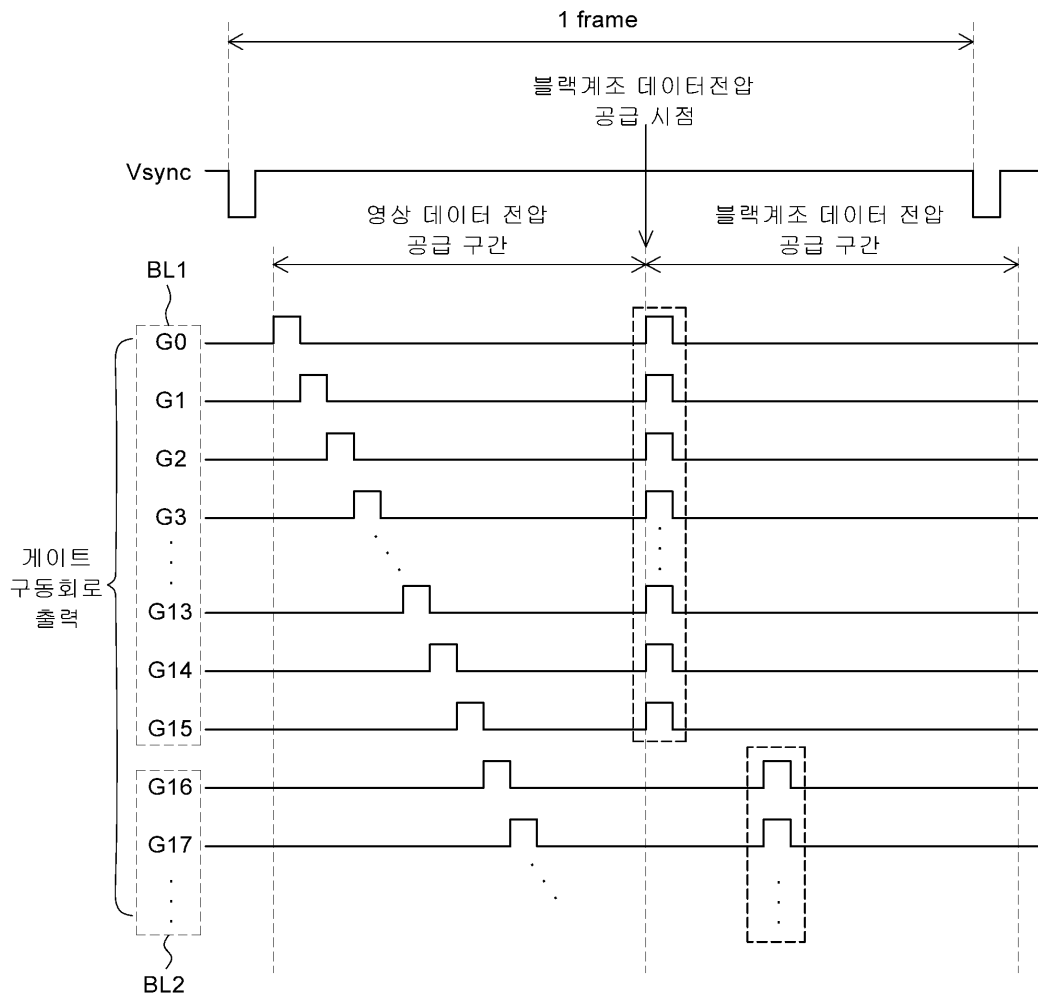 1 frame
블랙계조 데이터전압
공급 시점
Vsync
영상 데이터 전압
공급 구간
블랙계조 데이터 전압
공급 구간
BL1
G0
G1
G2
G3
게이트
구동회로
출력
G13
G14
G15
G16
G17
BL2